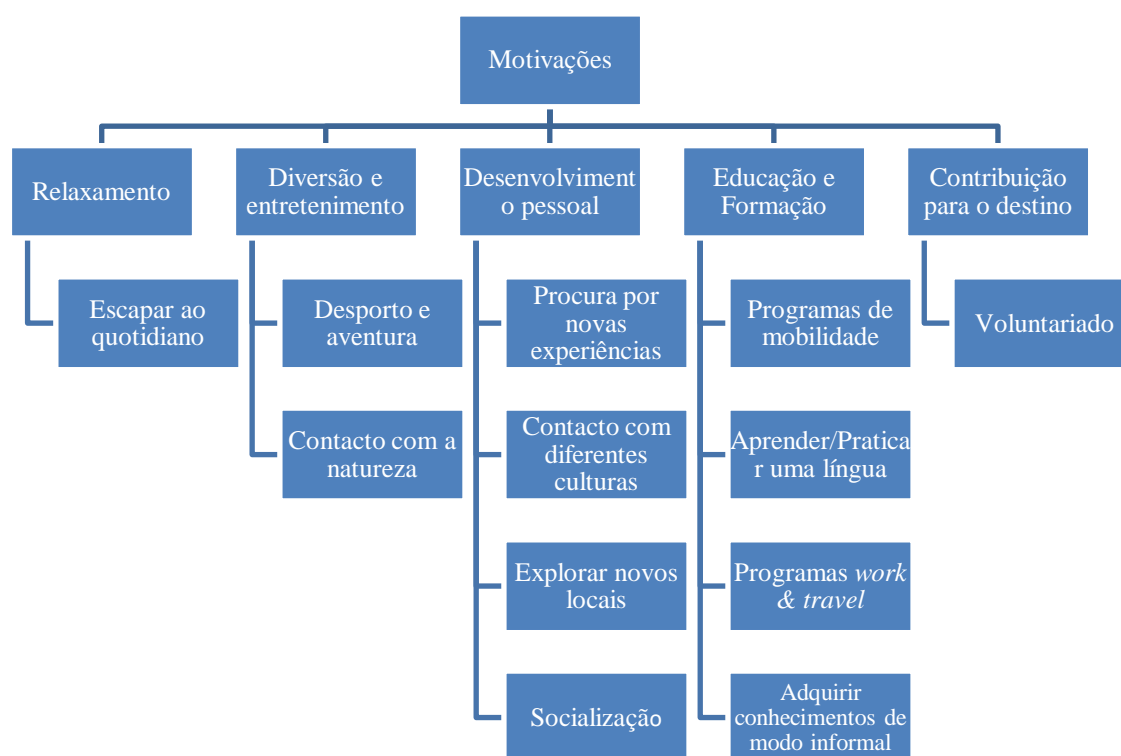 Motivações
Relaxamento
Escapar ao
quotidiano
Diversão e
entretenimento
Desporto e
aventura
Contacto com a
natureza
Desenvolviment
o pessoal
Procura por
novas
experiências
Contacto com
diferentes
culturas
Explorar novos
locais
Socialização
Educação e
Formação
Programas de
mobilidade
Aprender/Pratica
r uma língua
Programas work
& travel
Adquirir
conhecimentos de
modo informal
Contribuição
para o destino
Voluntariado